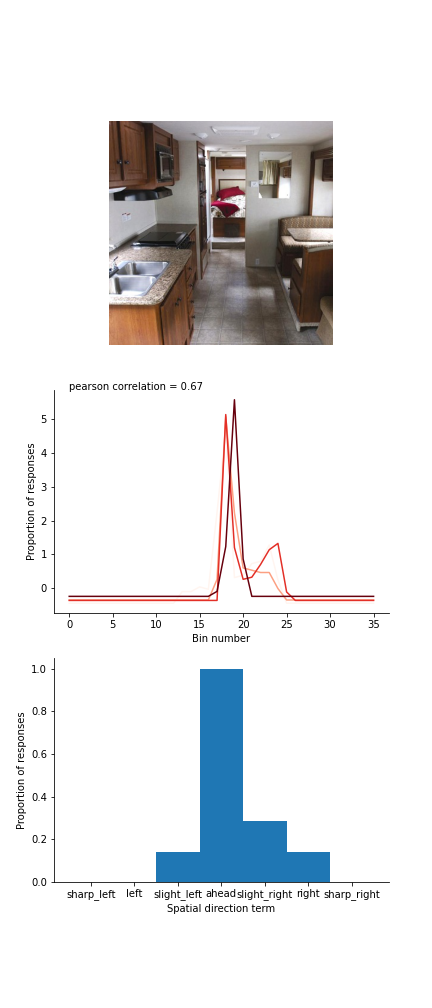 pearson correlation = 0.67
5
4
3
2
1
0
Proportion of responses
0 5 10 15 20 25 30 35
Bin number
1.0
0.8
0.6
0.4
0.2
0.0
Proportion of responses
sharp_left left slight_left ahead slight_right right sharp_right
Spatial direction term